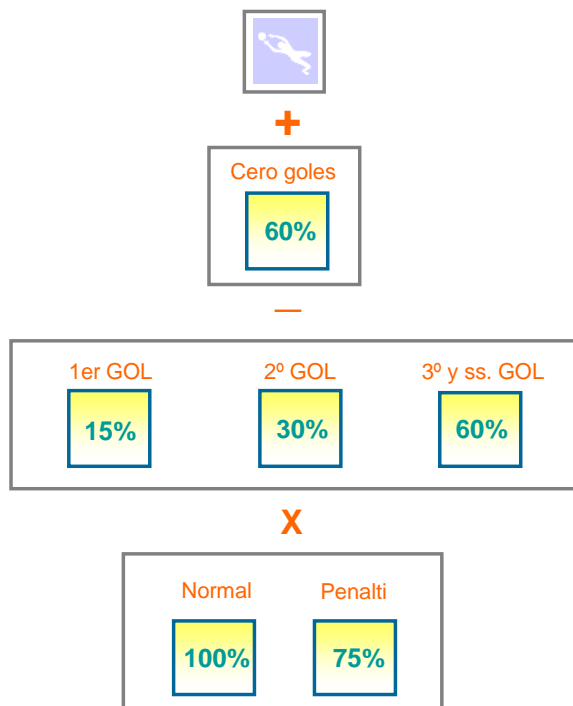 +
Cero goles
60%
—
1er GOL 2º GOL 3º y ss. GOL
15% 30% 60%
X
Normal Penalti
100% 75%